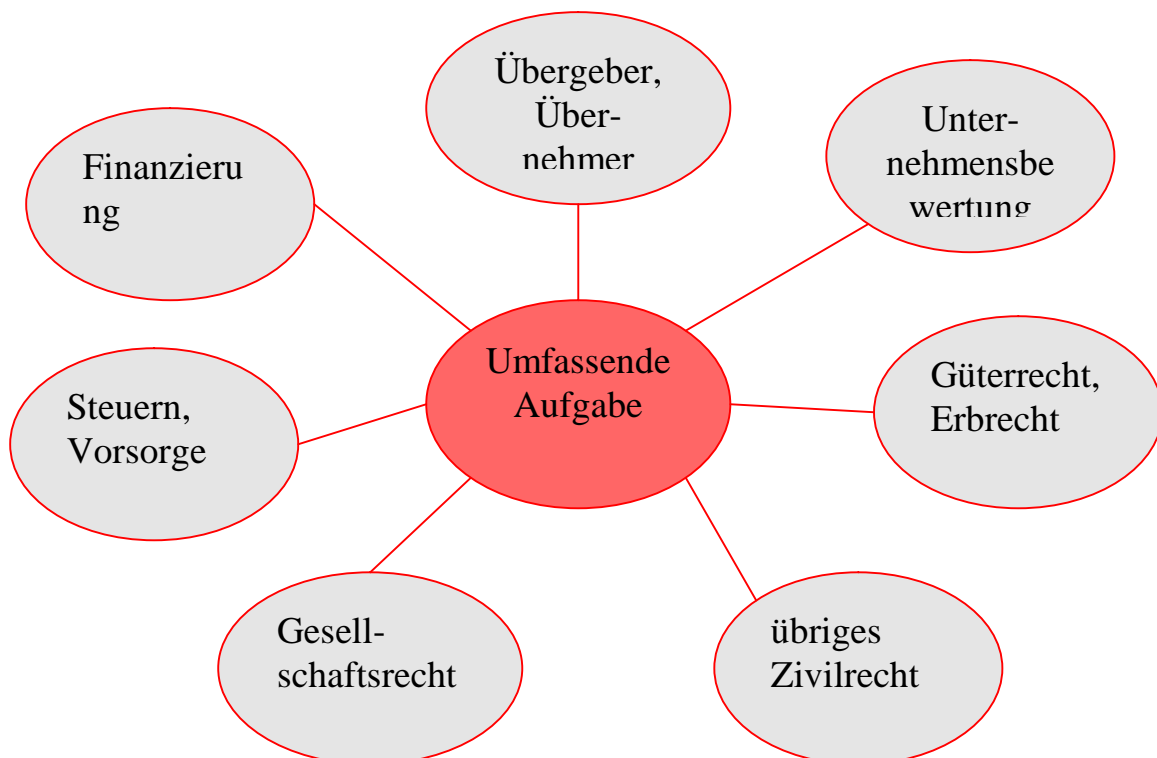 Übergeber,
Über-
nehmer
Unter-
nehmensbe
wertung
Finanzieru
ng
Umfassende
Aufgabe
Güterrecht,
Erbrecht
Steuern,
Vorsorge
Gesell-
schaftsrecht
übriges
Zivilrecht